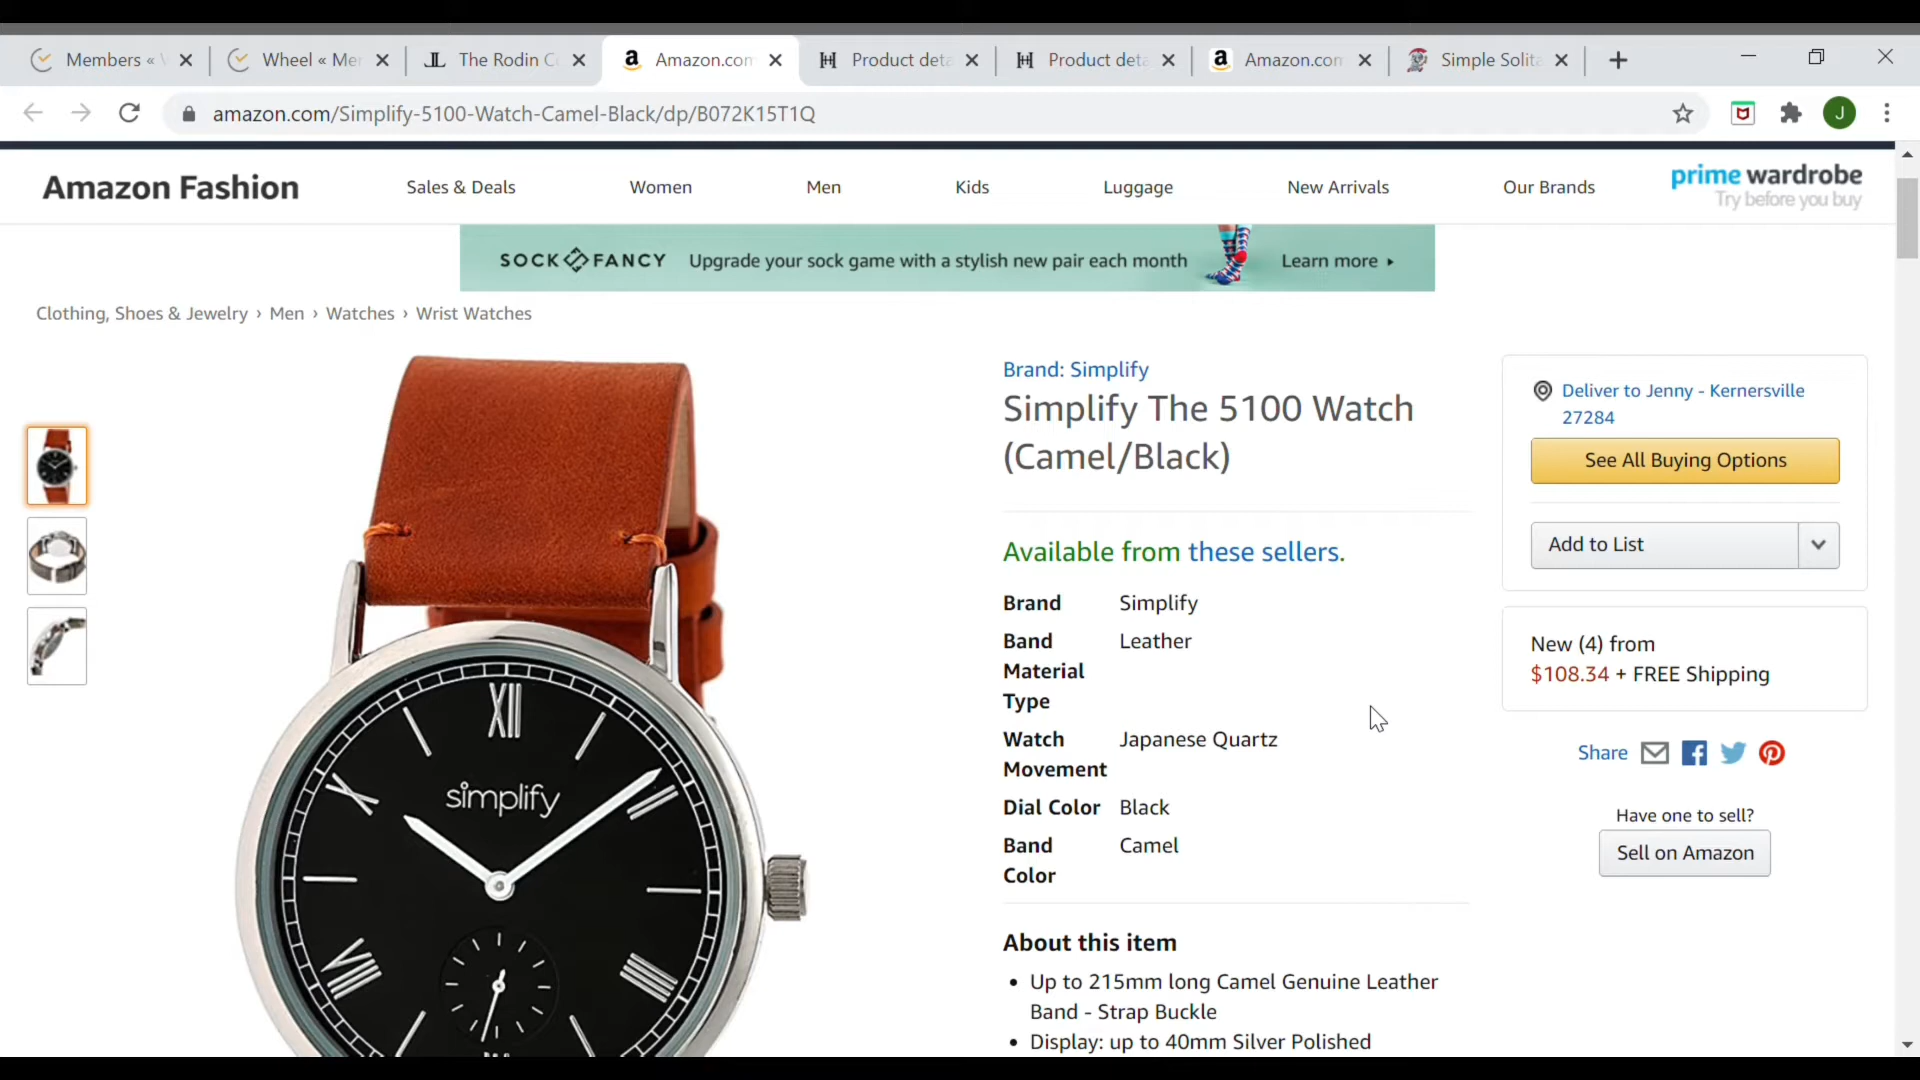 Members «
Wheel « Me
The Rodin C
Amazon.com
Product deta
Product deta
Amazon.com
Simple Solita
amazon.com/Simplify-5100-Watch-Camel-Black/dp/B072K15T1Q
J
Amazon Fashion
Sales & Deals
Women
Men
Kids
Luggage
New Arrivals
Our Brands
prime wardrobe
Try before you buy
SOCK FANCY Upgrade your sock game with a stylish new pair each month Learn more ▸
Clothing, Shoes & Jewelry › Men › Watches › Wrist Watches
XII
simplify
Brand: Simplify
Simplify The 5100 Watch
(Camel/Black)
Available from these sellers.
Brand Simplify
Band Leather
Material
Type
Watch Japanese Quartz
Movement
Dial Color Black
Band Camel
Color
About this item
• Up to 215mm long Camel Genuine Leather
Band - Strap Buckle
• Display: up to 40mm Silver Polished
Deliver to Jenny - Kernersville
27284
See All Buying Options
Add to List
New (4) from
$108.34 + FREE Shipping
Share
Have one to sell?
Sell on Amazon